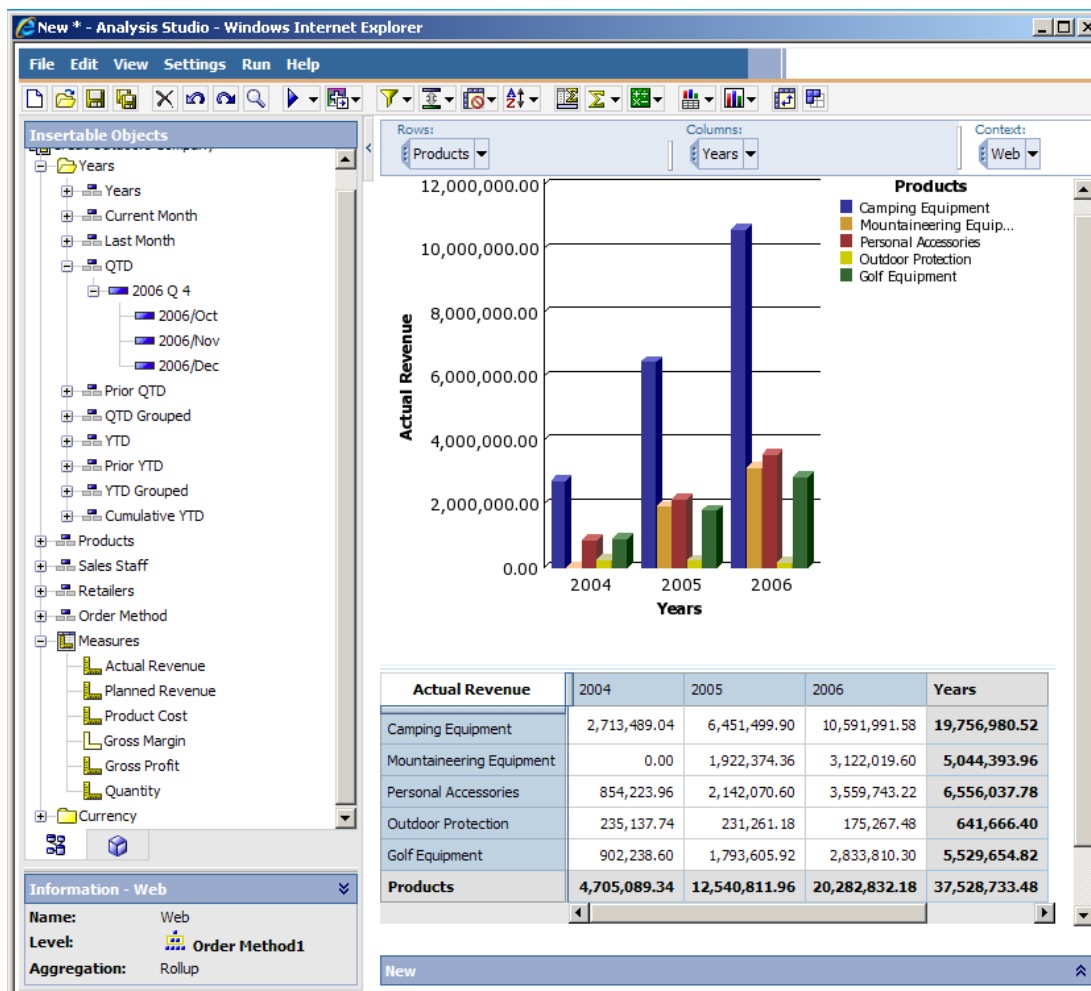 New * - Analysis Studio - Windows Internet Explorer
File Edit View Settings Run Help
Insertable Objects
Years
Years
Current Month
Last Month
QTD
2006 Q 4
2006/Oct
2006/Nov
2006/Dec
Prior QTD
QTD Grouped
YTD
Prior YTD
YTD Grouped
Cumulative YTD
Products
Sales Staff
Retailers
Order Method
Measures
Actual Revenue
Planned Revenue
Product Cost
Gross Margin
Gross Profit
Quantity
Currency
Information - Web
Name: Web
Level: Order Method1
Aggregation: Rollup
Rows: Columns: Context:
Products Years Web
12,000,000.00
10,000,000.00
8,000,000.00
6,000,000.00
4,000,000.00
2,000,000.00
0.00
Actual Revenue
2004 2005 2006
Years
Products
Camping Equipment
Mountaineering Equip...
Personal Accessories
Outdoor Protection
Golf Equipment
Actual Revenue 2004 2005 2006 Years
Camping Equipment 2,713,489.04 6,451,499.90 10,591,991.58 19,756,980.52
Mountaineering Equipment 0.00 1,922,374.36 3,122,019.60 5,044,393.96
Personal Accessories 854,223.96 2,142,070.60 3,559,743.22 6,556,037.78
Outdoor Protection 235,137.74 231,261.18 175,267.48 641,666.40
Golf Equipment 902,238.60 1,793,605.92 2,833,810.30 5,529,654.82
Products 4,705,089.34 12,540,811.96 20,282,832.18 37,528,733.48
New